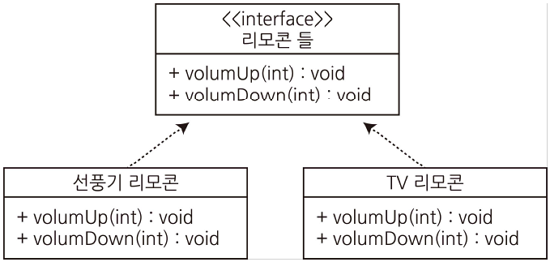 <<interface>>
리모콘 들
+ volumUp(int) : void
+ volumDown(int) : void
선풍기 리모콘
+ volumUp(int) : void
+ volumDown(int) : void
TV 리모콘
+ volumUp(int) : void
+ volumDown(int) : void